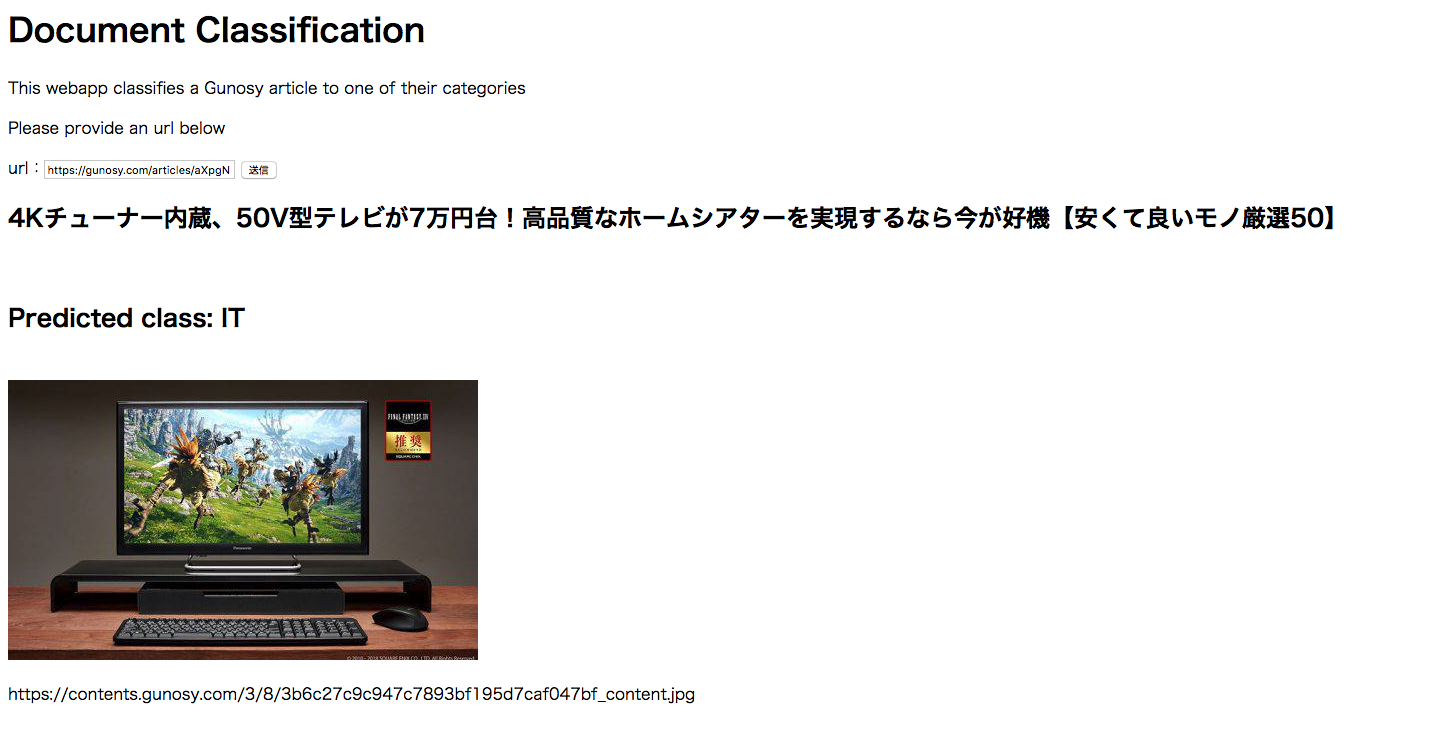 Document Classification
This webapp classifies a Gunosy article to one of their categories
Please provide an url below
url：https://gunosy.com/articles/aXpgN 送信
4Kチューナー内蔵、50V型テレビが7万円台！高品質なホームシアターを実現するなら今が好機【安くて良いモノ厳選50】
Predicted class: IT
FINAL FANTASY XIV
推奨
SQUARE ENIX
Panasonic
© 2010 - 2018 SQUARE ENIX CO., LTD. All Rights Reserved.
https://contents.gunosy.com/3/8/3b6c27c9c947c7893bf195d7caf047bf_content.jpg